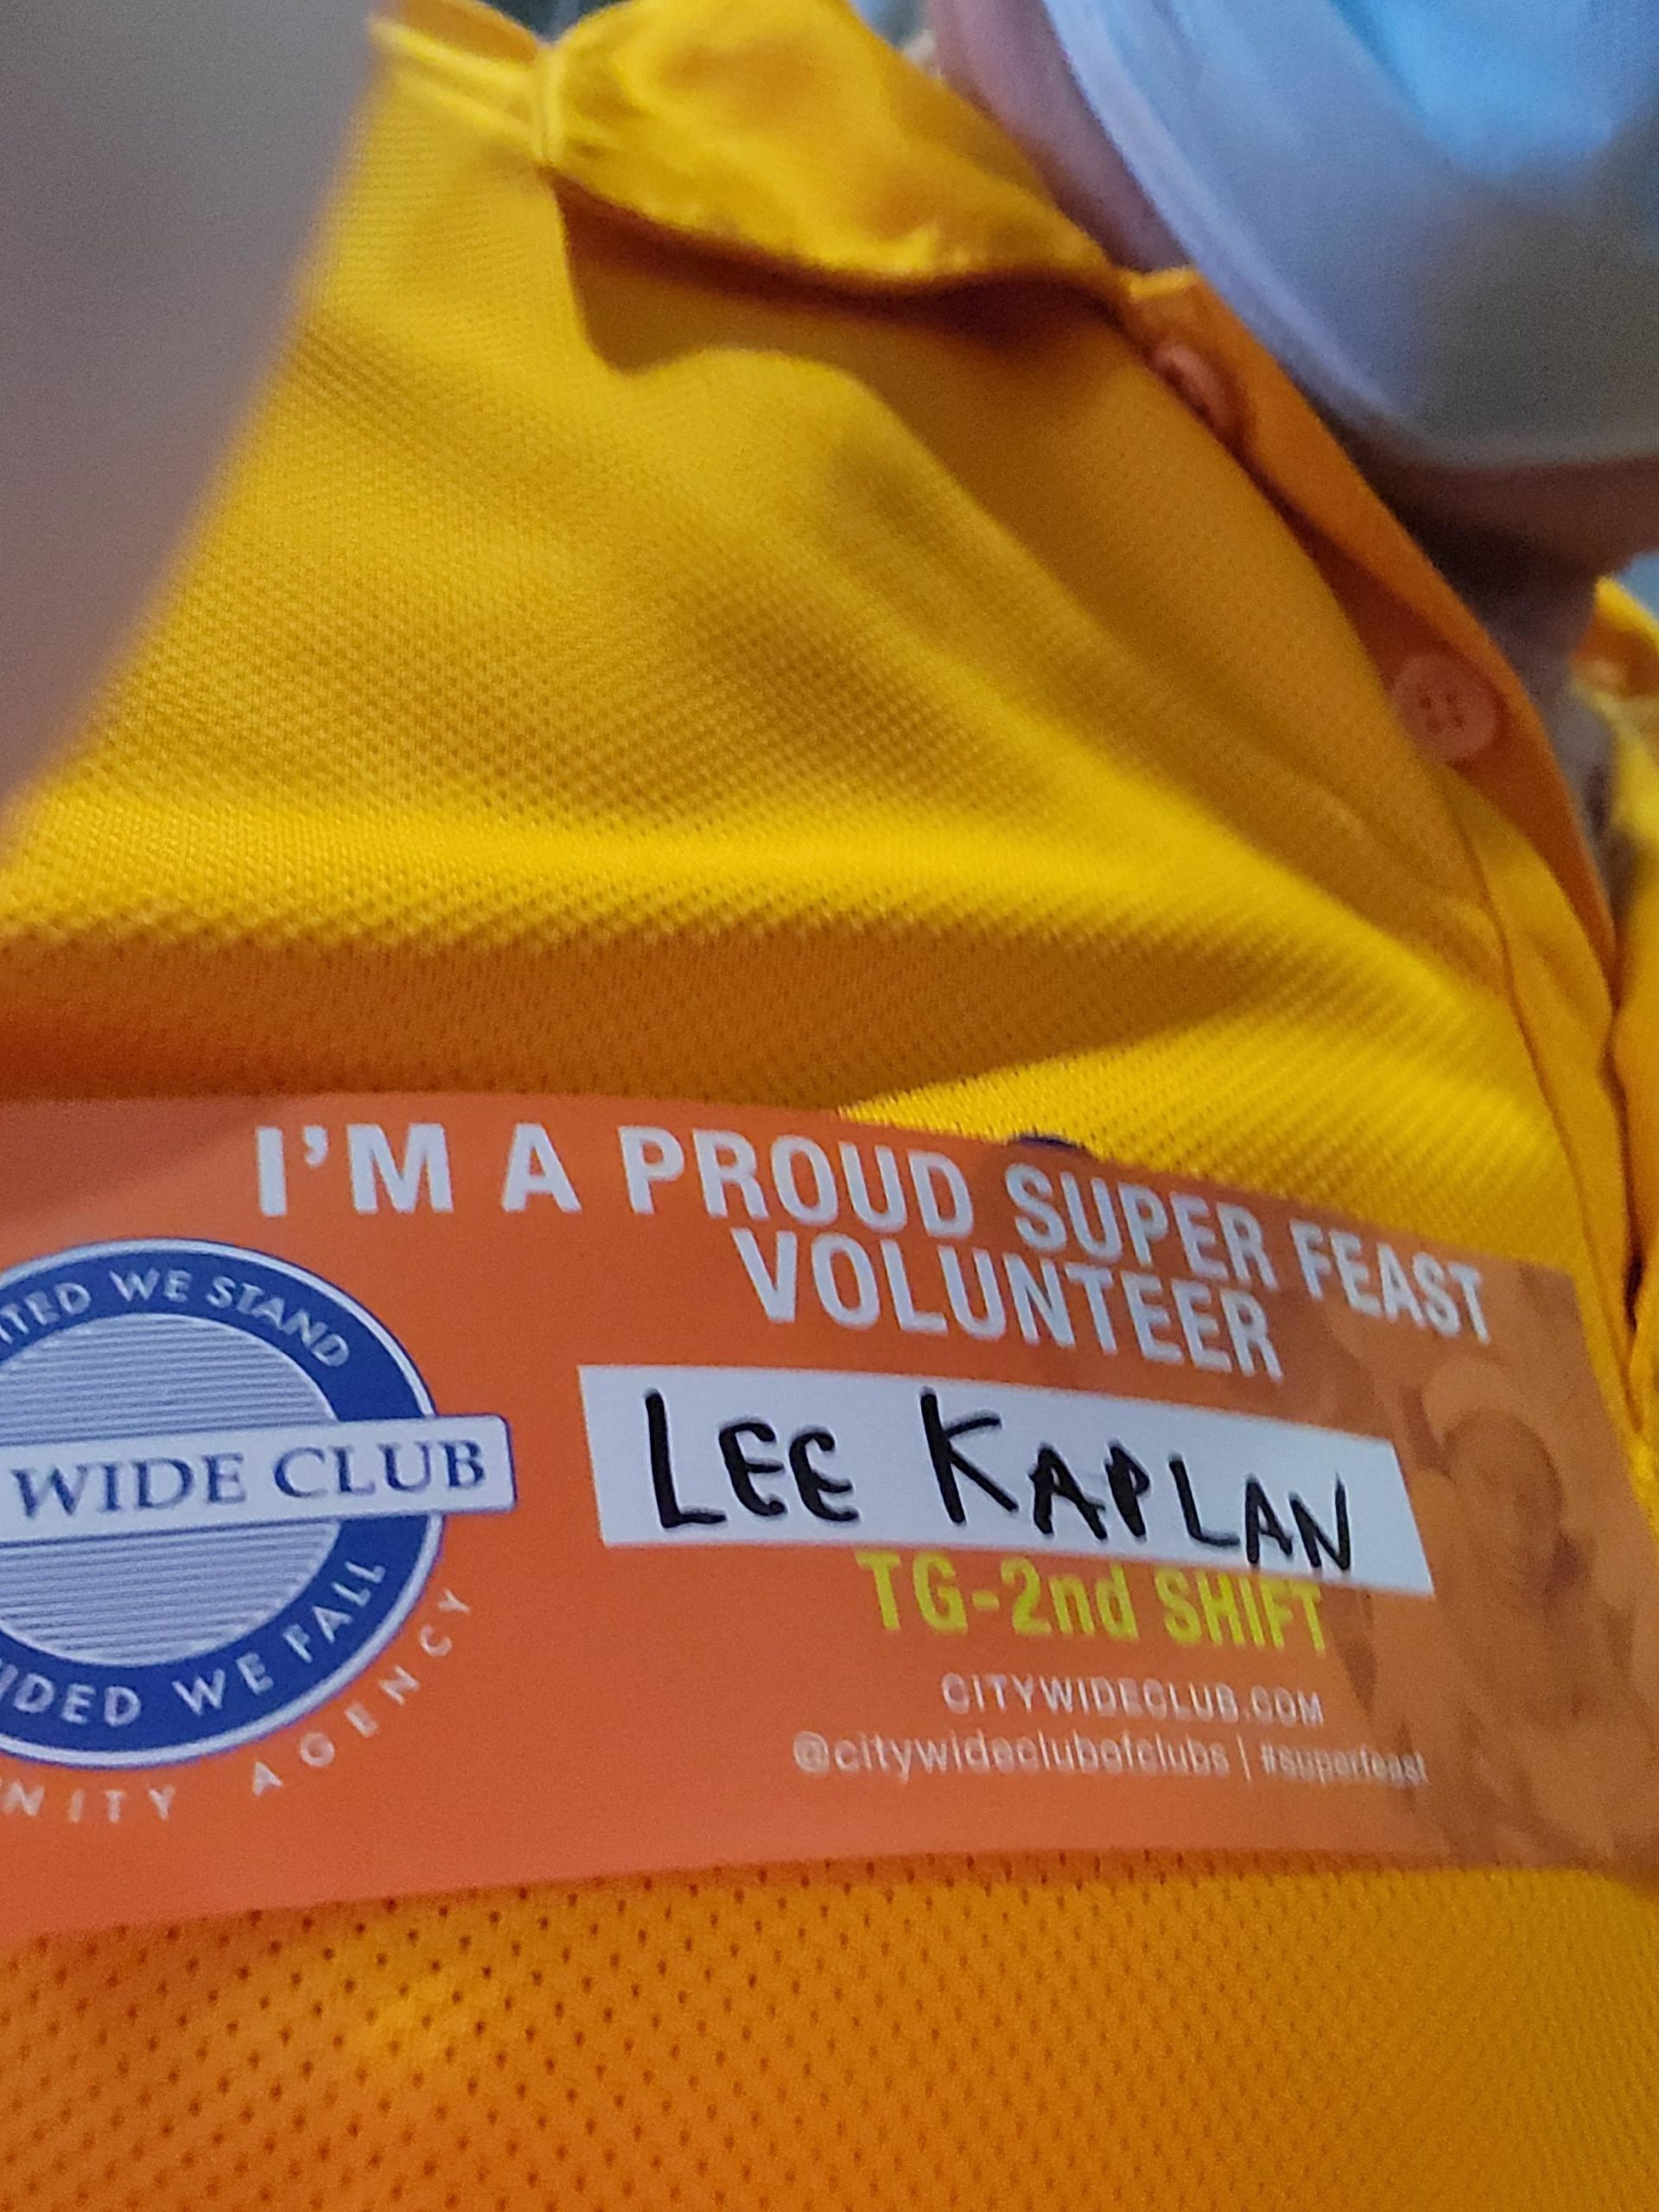 I'M A PROUD SUPER FEAST
VOLUNTEER
LEE KAPLAN
TG-2nd SHIFT
CITYWIDECLUB.COM
@citywideclubofclubs | #superfeast
ITED WE STAND
WIDE CLUB
IDED WE FALL
NITY AGENCY